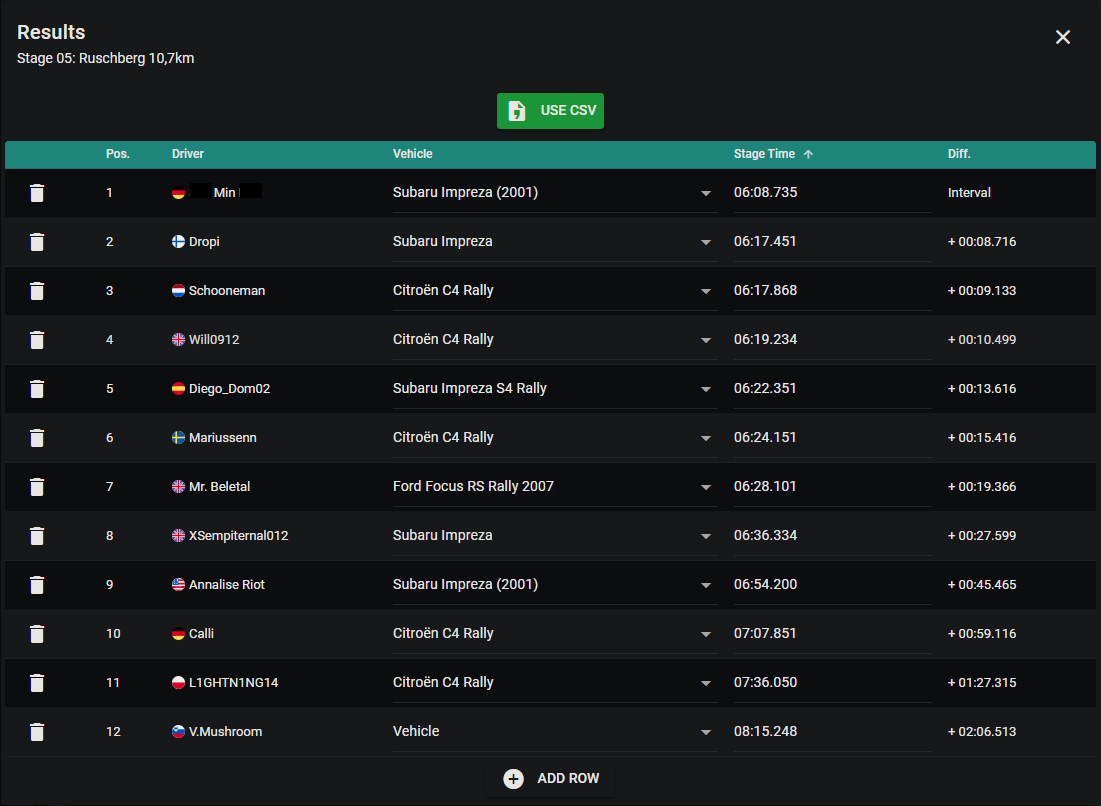 Results
Stage 05: Ruschberg 10,7km
USE CSV
Pos. Driver Vehicle Stage Time Diff.
1 Min Subaru Impreza (2001) 06:08.735 Interval
2 Dropi Subaru Impreza 06:17.451 + 00:08.716
3 Schooneman Citroën C4 Rally 06:17.868 + 00:09.133
4 Will0912 Citroën C4 Rally 06:19.234 + 00:10.499
5 Diego_Dom02 Subaru Impreza S4 Rally 06:22.351 + 00:13.616
6 Mariussenn Citroën C4 Rally 06:24.151 + 00:15.416
7 Mr. Beletal Ford Focus RS Rally 2007 06:28.101 + 00:19.366
8 XSempiternal012 Subaru Impreza 06:36.334 + 00:27.599
9 Annalise Riot Subaru Impreza (2001) 06:54.200 + 00:45.465
10 Calli Citroën C4 Rally 07:07.851 + 00:59.116
11 L1GHTN1NG14 Citroën C4 Rally 07:36.050 + 01:27.315
12 V.Mushroom Vehicle 08:15.248 + 02:06.513
ADD ROW